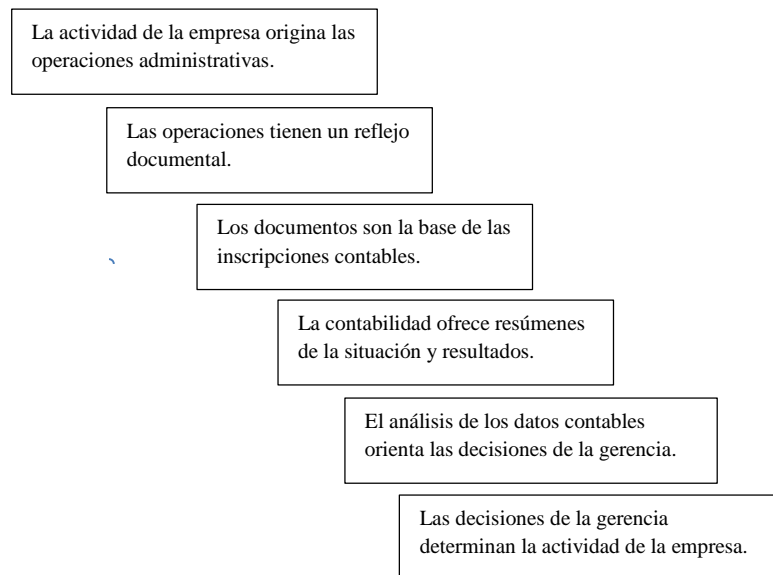 La actividad de la empresa origina las
operaciones administrativas.
Las operaciones tienen un reflejo
documental.
Los documentos son la base de las
inscripciones contables.
La contabilidad ofrece resúmenes
de la situación y resultados.
El análisis de los datos contables
orienta las decisiones de la gerencia.
Las decisiones de la gerencia
determinan la actividad de la empresa.